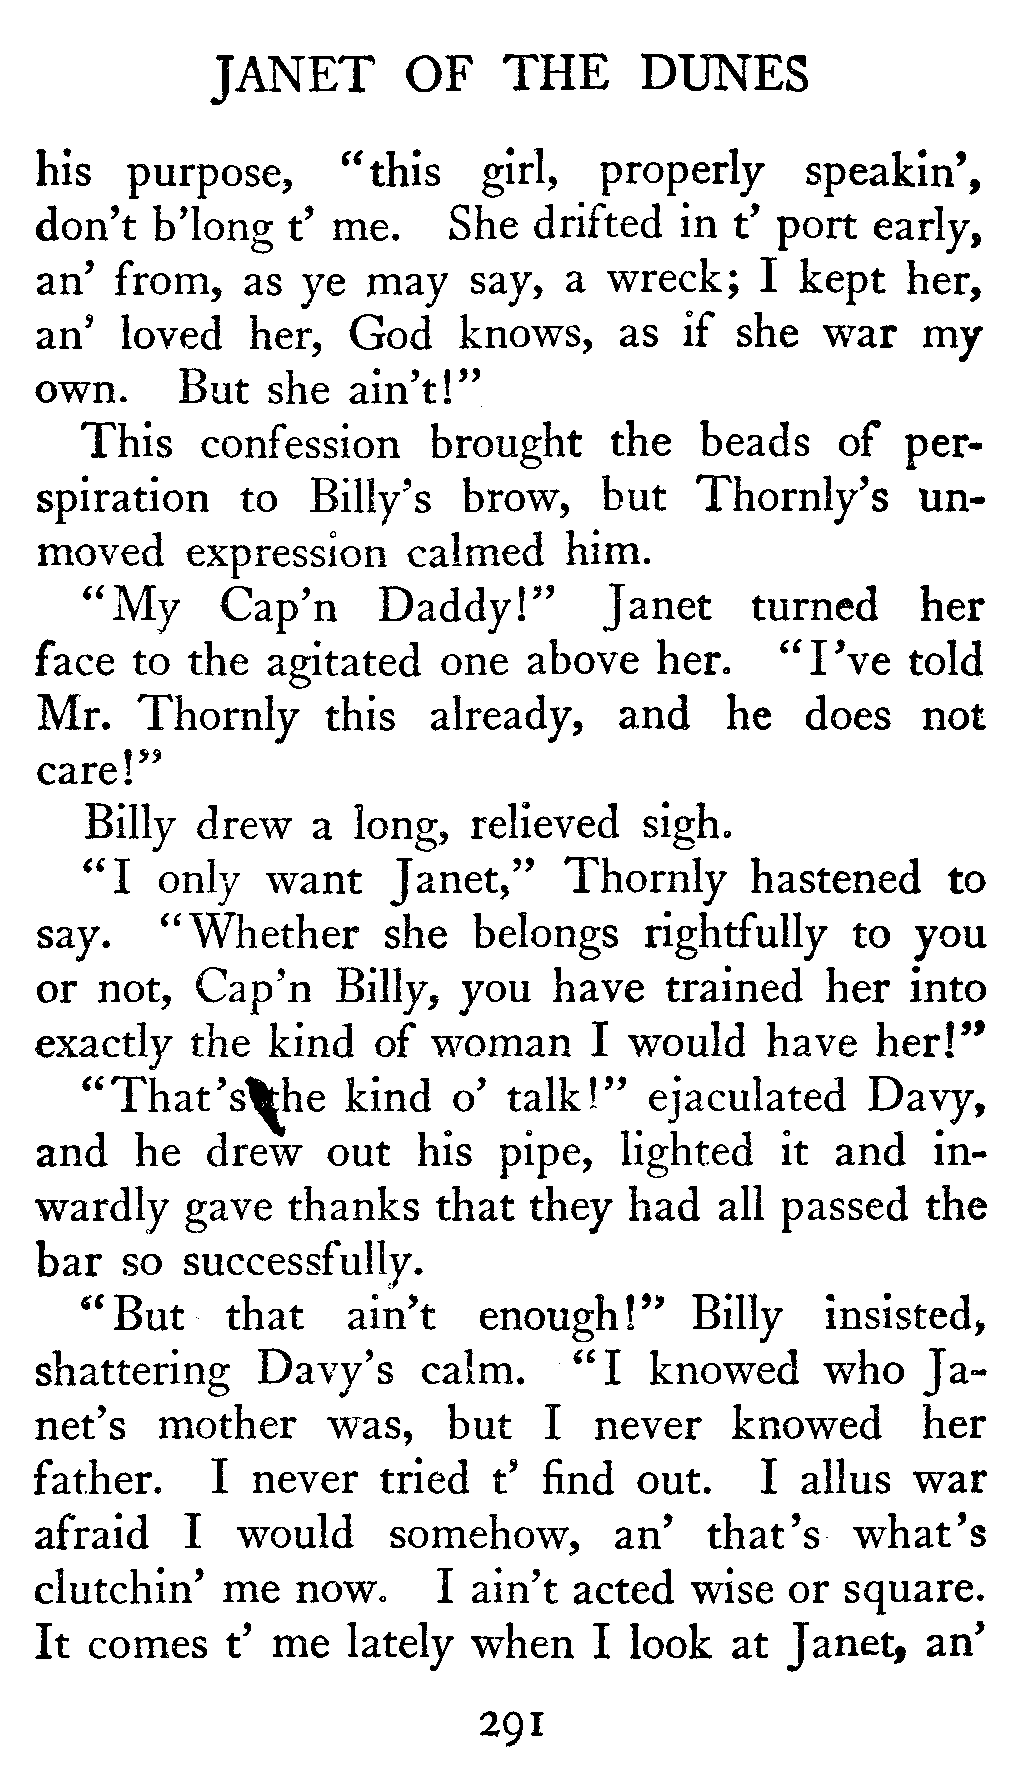 JANET OF THE DUNES
his purpose, "this girl, properly speakin',
don't b'long t' me. She drifted in t' port early,
an' from, as ye may say, a wreck; I kept her,
an' loved her, God knows, as if she war my
own. But she ain't!"
This confession brought the beads of per-
spiration to Billy's brow, but Thornly's un-
moved expression calmed him.
"My Cap'n Daddy!" Janet turned her
face to the agitated one above her. "I've told
Mr. Thornly this already, and he does not
care!"
Billy drew a long, relieved sigh.
"I only want Janet," Thornly hastened to
say. "Whether she belongs rightfully to you
or not, Cap'n Billy, you have trained her into
exactly the kind of woman I would have her!"
"That's the kind o' talk!" ejaculated Davy,
and he drew out his pipe, lighted it and in-
wardly gave thanks that they had all passed the
bar so successfully.
"But that ain't enough!" Billy insisted,
shattering Davy's calm. "I knowed who Ja-
net's mother was, but I never knowed her
father. I never tried t' find out. I allus war
afraid I would somehow, an' that's what's
clutchin' me now. I ain't acted wise or square.
It comes t' me lately when I look at Janet, an'
291